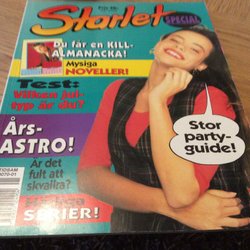 Starlet
SPECIAL
Du får en KILL-
ALMANACKA!
Mysiga
NOVELLER!
Test:
Vilken jul-
typ är du?
Års-
ASTRO!
Stor
party-
guide!
Är det
fult att
skvallra?
SERIER!